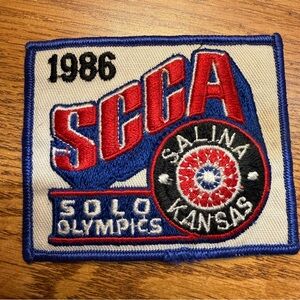 1986
SCCA
SALINA
KANSAS
SOLO
OLYMPICS